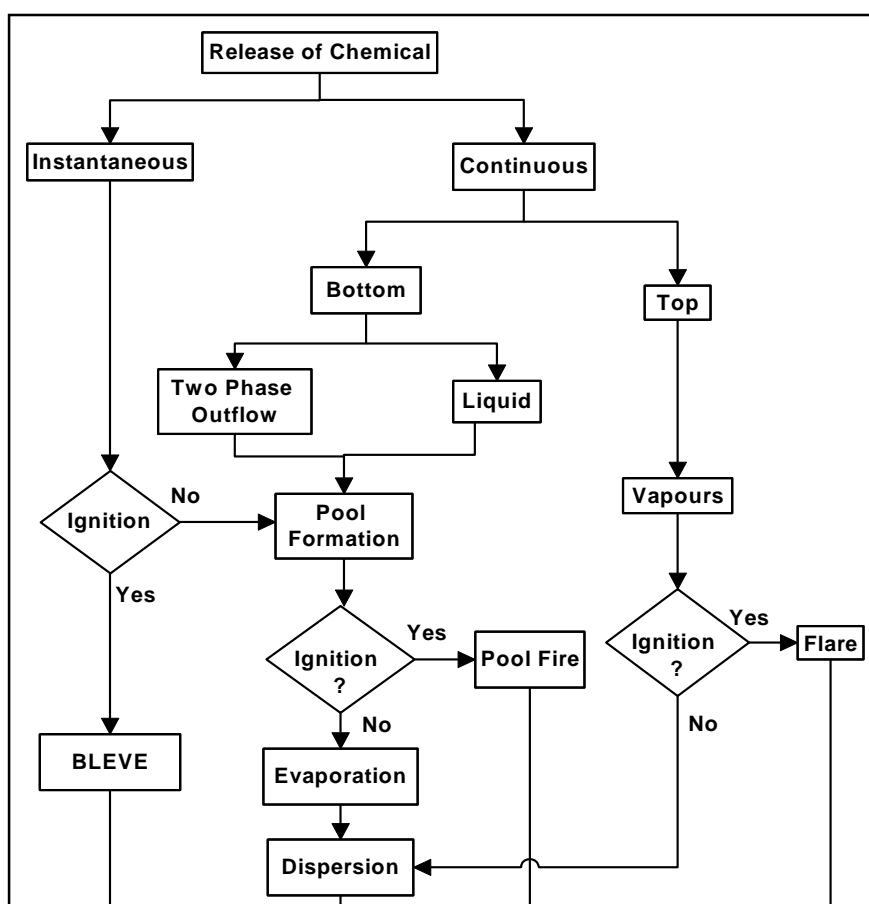 Release of Chemical
Instantaneous
Continuous
Bottom
Top
Two Phase
Outflow
Liquid
Vapours
Ignition
No
Pool
Formation
Yes
Ignition
?
Yes
Pool Fire
Ignition
?
Yes
Flare
No
No
BLEVE
Evaporation
Dispersion